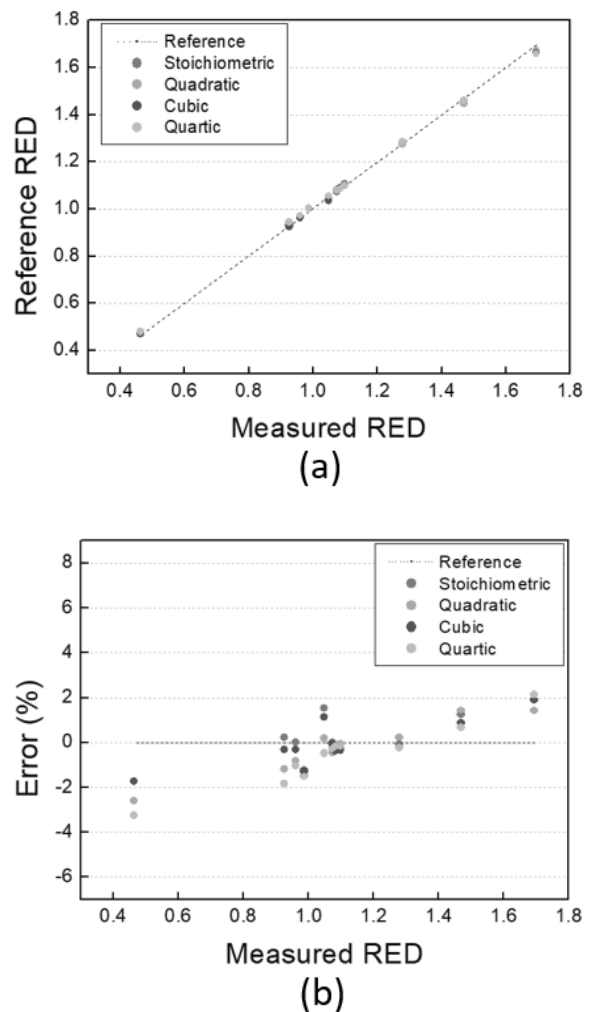 Reference
Stoichiometric
Quadratic
Cubic
Quartic
1.8
1.6
1.4
1.2
1.0
0.8
0.6
0.4
Reference RED
0.4 0.6 0.8 1.0 1.2 1.4 1.6 1.8
Measured RED
(a)
Reference
Stoichiometric
Quadratic
Cubic
Quartic
8
6
4
2
0
-2
-4
-6
Error (%)
0.4 0.6 0.8 1.0 1.2 1.4 1.6 1.8
Measured RED
(b)